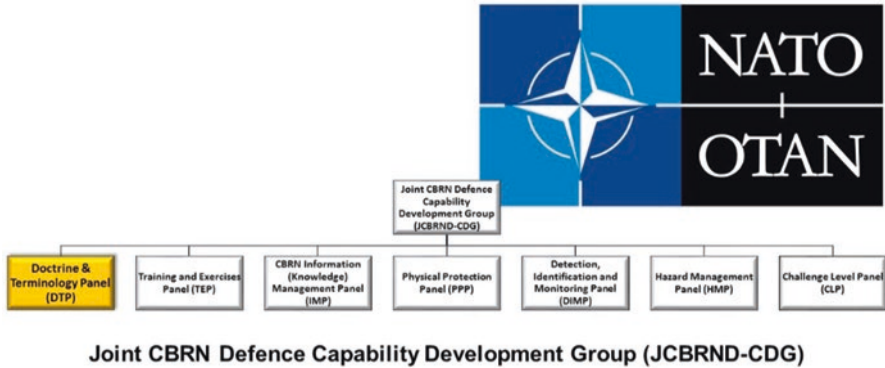 NATO
OTAN
Joint CBRN Defence
Capability
Development Group
(JCBRND-CDG)
Doctrine &
Terminology Panel
(DTP)
Training and Exercises
Panel (TEP)
CBRN Information
(Knowledge)
Management Panel
(IMP)
Physical Protection
Panel (PPP)
Detection,
Identification and
Monitoring Panel
(DIMP)
Hazard Management
Panel (HMP)
Challenge Level Panel
(CLP)
Joint CBRN Defence Capability Development Group (JCBRND-CDG)